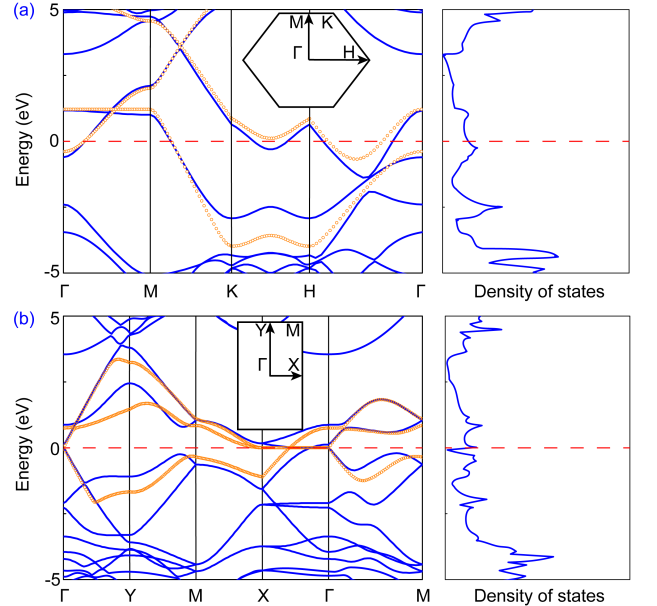 (a)
5
M K
Γ H
0
Energy (eV)
-5
Γ M K H Γ
Density of states
(b)
5
Y M
Γ X
0
Energy (eV)
-5
Γ Y M X Γ M
Density of states